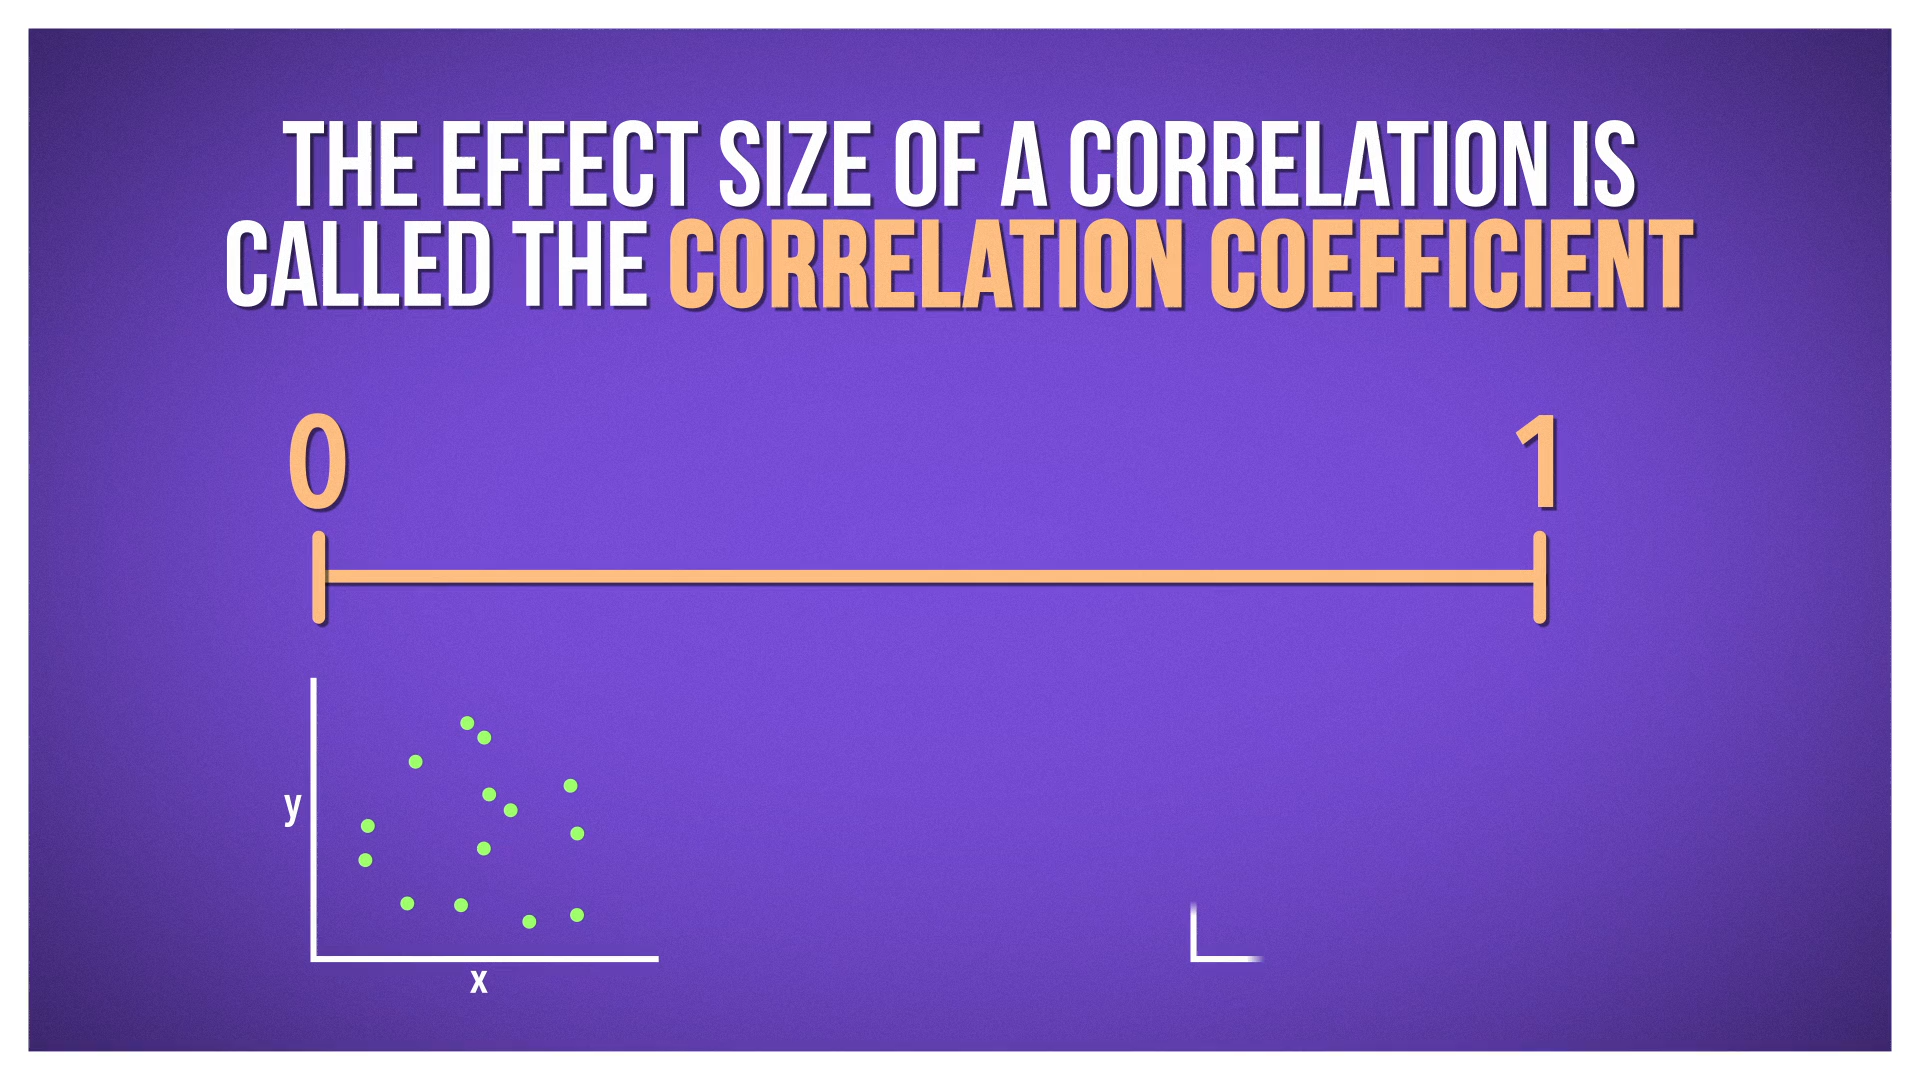 THE EFFECT SIZE OF A CORRELATION IS
CALLED THE CORRELATION COEFFICIENT
0 1
y
x